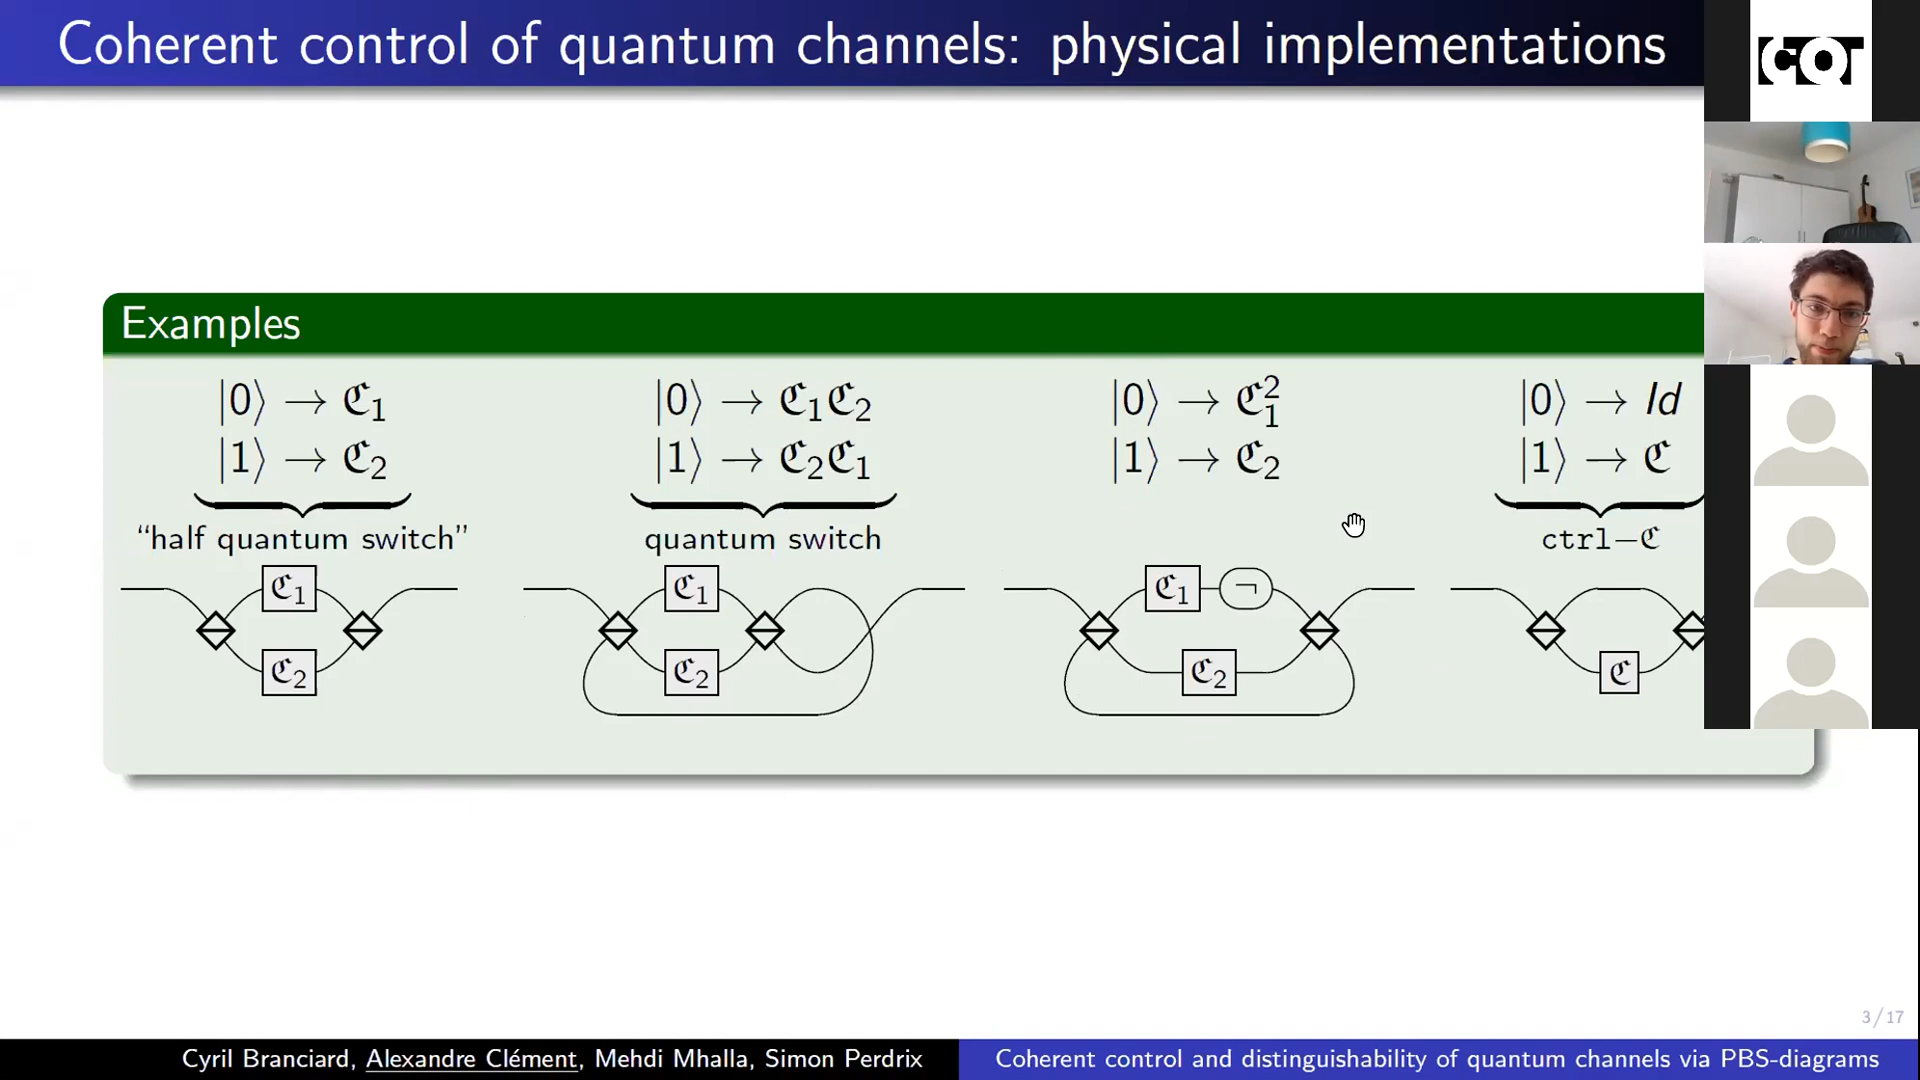 Coherent control of quantum channels: physical implementations
CQT
Examples
|0⟩ → ℭ₁
|1⟩ → ℭ₂
“half quantum switch”
ℭ₁
ℭ₂
|0⟩ → ℭ₁ℭ₂
|1⟩ → ℭ₂ℭ₁
quantum switch
ℭ₁
ℭ₂
|0⟩ → ℭ₁²
|1⟩ → ℭ₂
ℭ₁ ¬
ℭ₂
|0⟩ → Id
|1⟩ → ℭ
ctrl−ℭ
ℭ
3 / 17
Cyril Branciard, Alexandre Clément, Mehdi Mhalla, Simon Perdrix
Coherent control and distinguishability of quantum channels via PBS-diagrams